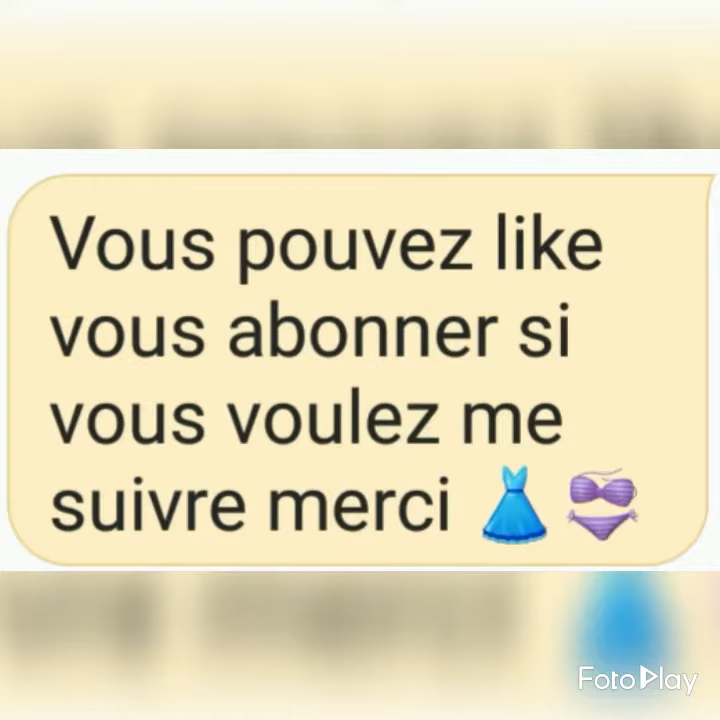 Vous pouvez like
vous abonner si
vous voulez me
suivre merci 👗👙
FotoPlay